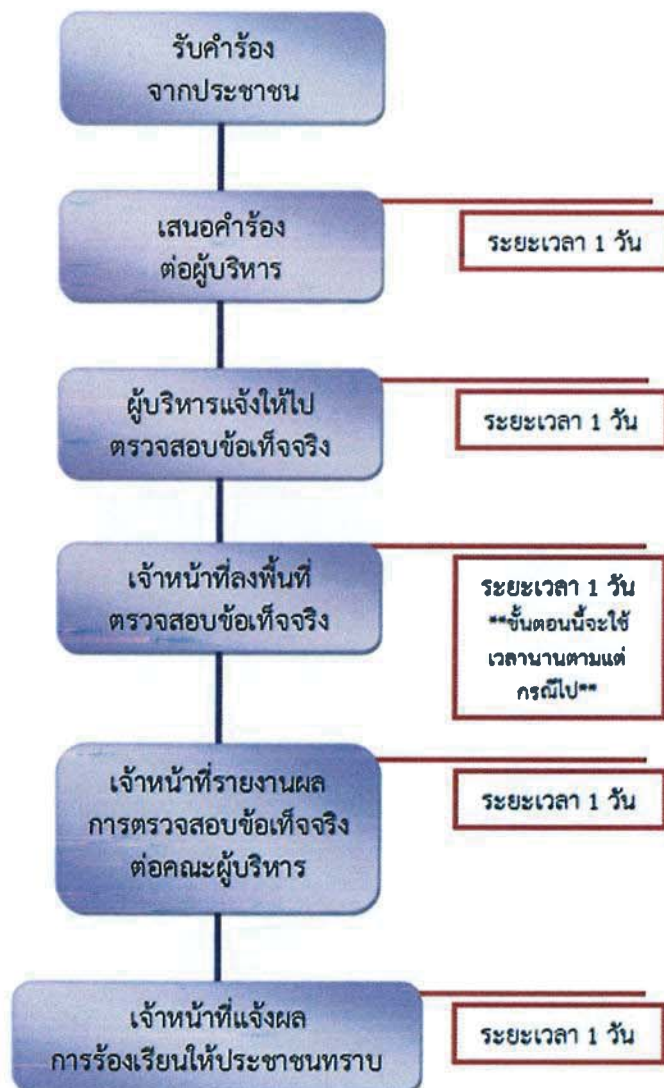 รับคำร้อง
จากประชาชน
เสนอคำร้อง
ต่อผู้บริหาร
ระยะเวลา 1 วัน
ผู้บริหารแจ้งให้ไป
ตรวจสอบข้อเท็จจริง
ระยะเวลา 1 วัน
เจ้าหน้าที่ลงพื้นที่
ตรวจสอบข้อเท็จจริง
ระยะเวลา 1 วัน
**ขั้นตอนนี้จะใช้
เวลานานตามแต่
กรณีไป**
เจ้าหน้าที่รายงานผล
การตรวจสอบข้อเท็จจริง
ต่อคณะผู้บริหาร
ระยะเวลา 1 วัน
เจ้าหน้าที่แจ้งผล
การร้องเรียนให้ประชาชนทราบ
ระยะเวลา 1 วัน